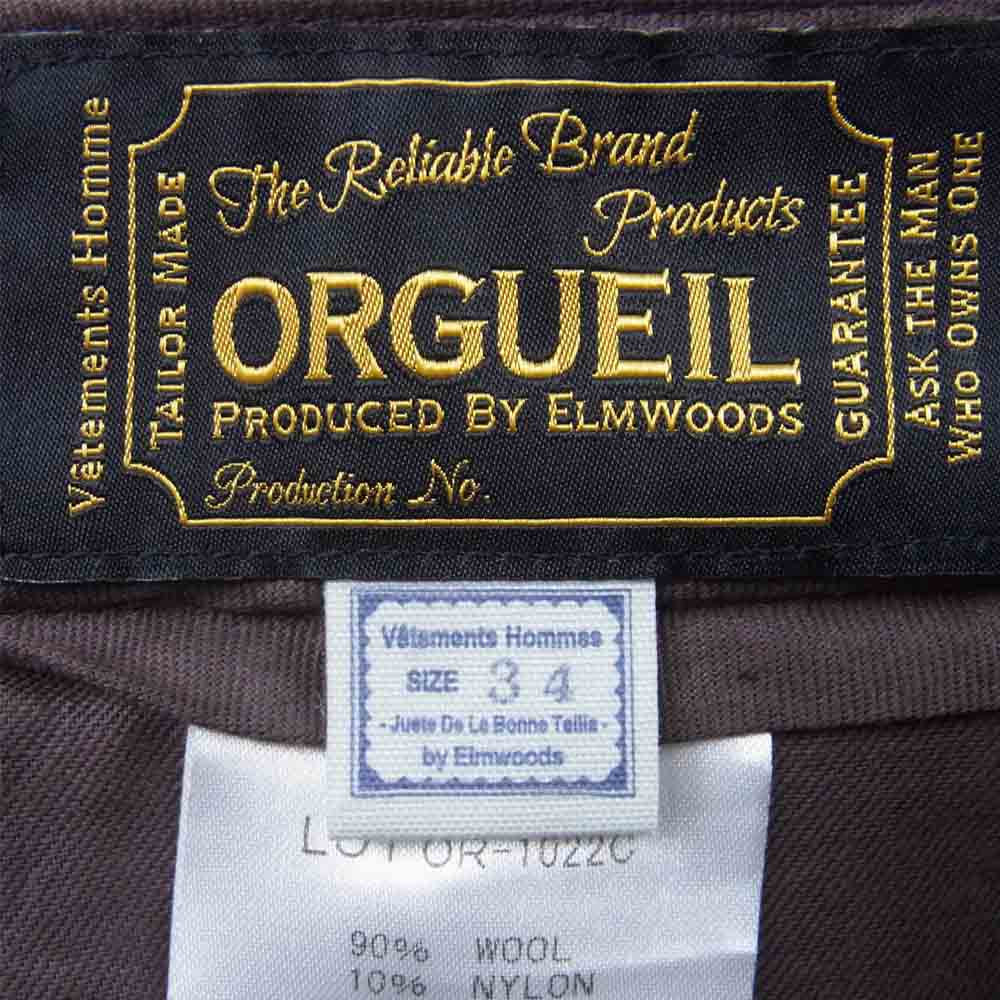 Vêtements Homme
TAILOR MADE
The Reliable Brand
Products
ORGUEIL
PRODUCED BY ELMWOODS
Production No.
GUARANTEE
ASK THE MAN
WHO OWNS ONE
Vêtements Hommes
SIZE 34
- Juste De La Bonne Taille -
by Elmwoods
LOT OR-1022C
90% WOOL
10% NYLON